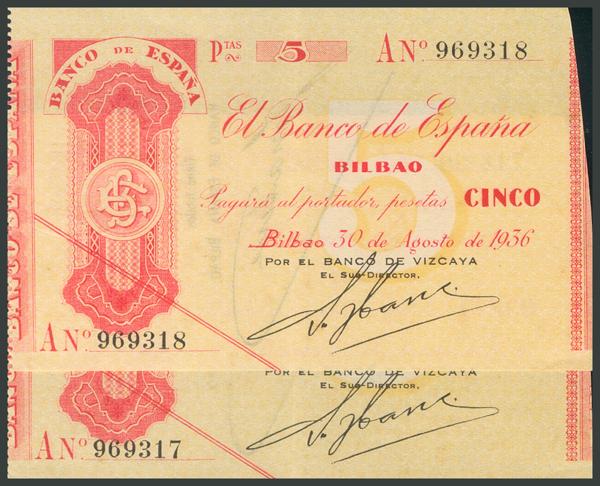 BANCO DE ESPAÑA
PTAS 5 A Nº 969318
El Banco de España
BILBAO
Pagará al portador, pesetas CINCO
Bilbao 30 de Agosto de 1936
POR EL BANCO DE VIZCAYA
EL SUB-DIRECTOR.
A Nº 969318
POR EL BANCO DE VIZCAYA
EL SUB-DIRECTOR.
A Nº 969317